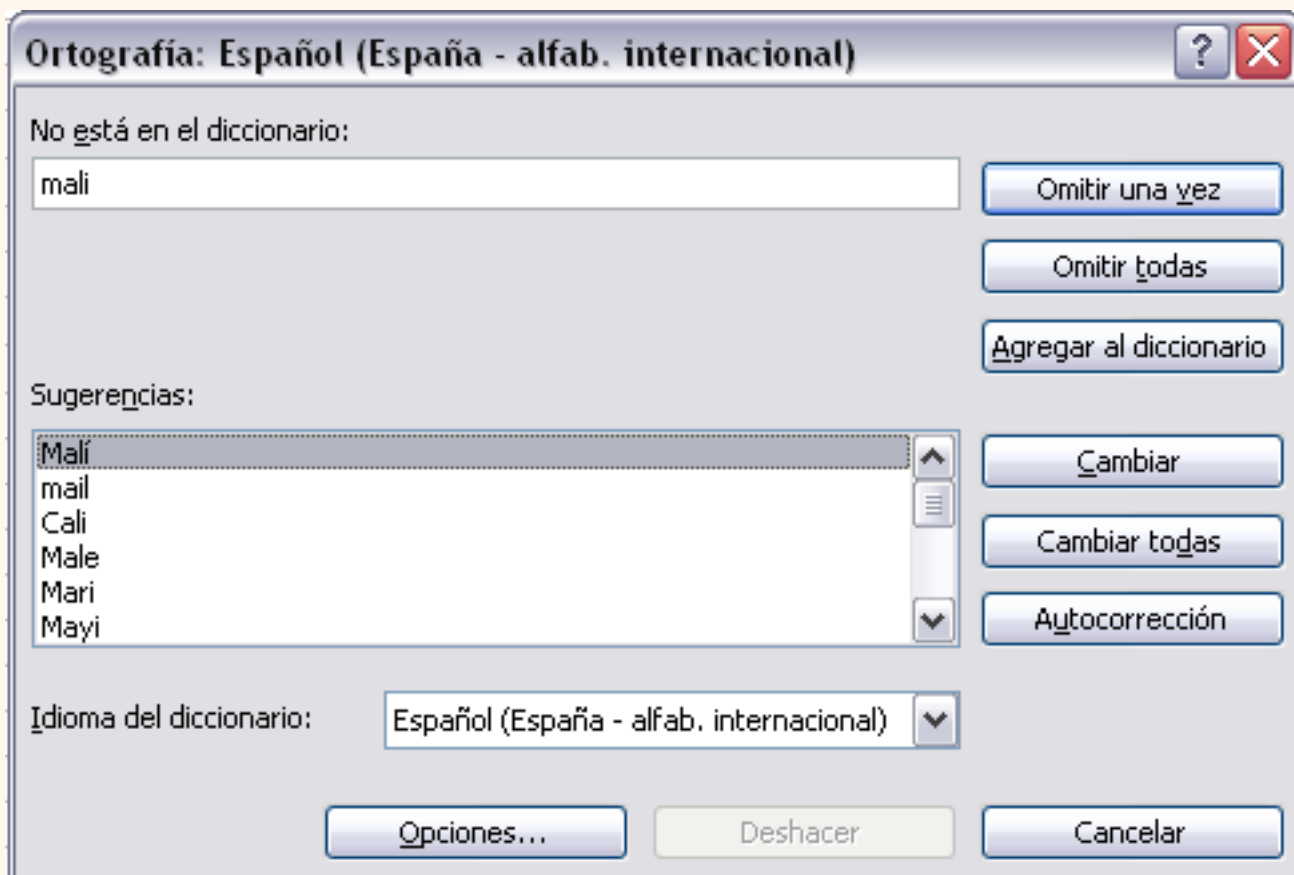 Ortografía: Español (España - alfab. internacional)
?
No está en el diccionario:
mali
Omitir una vez
Omitir todas
Agregar al diccionario
Sugerencias:
Malí
mail
Cali
Male
Mari
Mayi
Cambiar
Cambiar todas
Autocorrección
Idioma del diccionario:
Español (España - alfab. internacional)
Opciones...
Deshacer
Cancelar